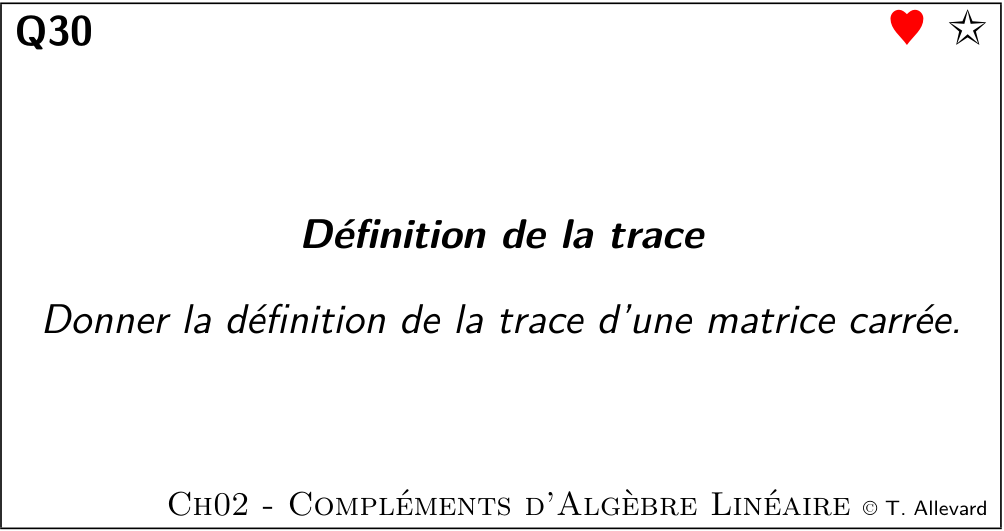 Q30
Définition de la trace
Donner la définition de la trace d'une matrice carrée.
Ch02 - Compléments d'Algèbre Linéaire © T. Allevard